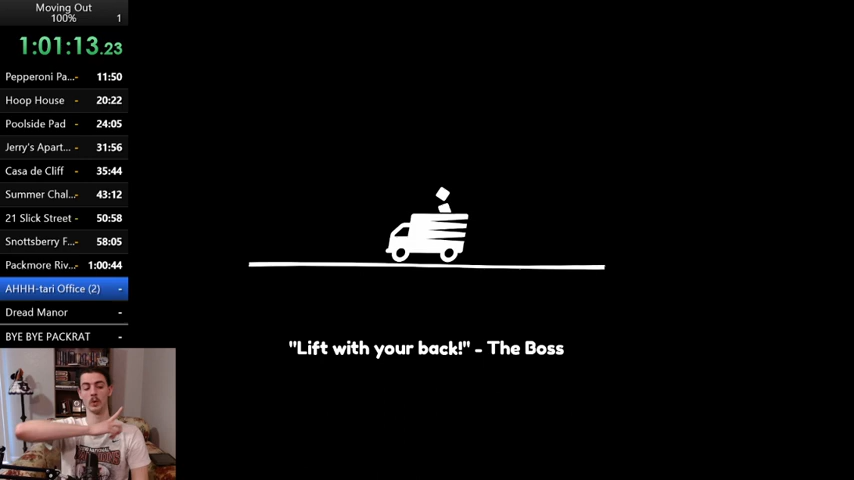 Moving Out
100% 1
1:01:13.23
Pepperoni Pa...- 11:50
Hoop House - 20:22
Poolside Pad - 24:05
Jerry's Apart...- 31:56
Casa de Cliff - 35:44
Summer Chal...- 43:12
21 Slick Street - 50:58
Snottsberry F...- 58:05
Packmore Riv...- 1:00:44
AHHH-tari Office (2) -
Dread Manor -
BYE BYE PACKRAT -
"Lift with your back!" - The Boss